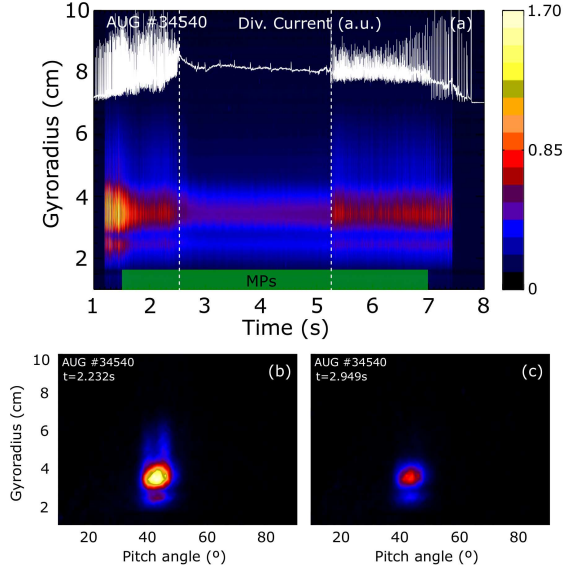 AUG #34540 Div. Current (a.u.) (a)
10
8
6
4
2
Gyroradius (cm)
1 2 3 4 5 6 7 8
Time (s)
MPs
1.70
0.85
0
AUG #34540
t=2.232s
(b)
10
8
6
4
2
Gyroradius (cm)
20 40 60 80
Pitch angle (º)
AUG #34540
t=2.949s
(c)
20 40 60 80
Pitch angle (º)